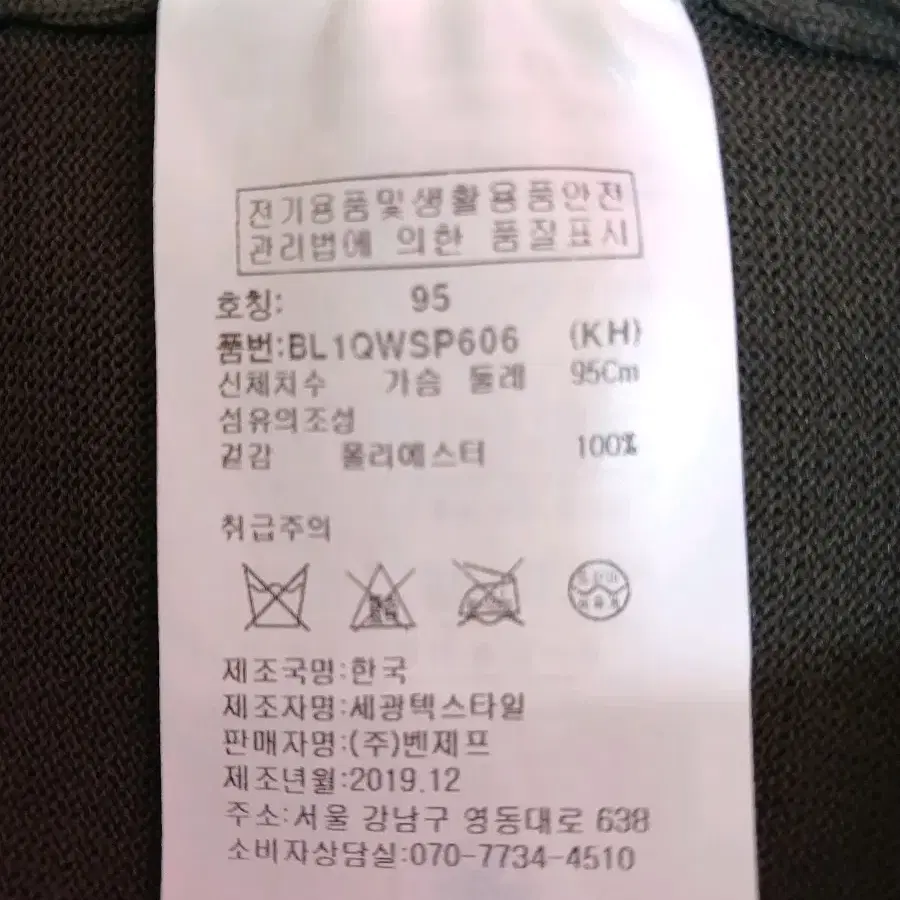 전기용품및생활용품안전
관리법에 의한 품질표시
호칭: 95
품번:BL1QWSP606 (KH)
신체치수 가슴 둘레 95Cm
섬유의조성
겉감 폴리에스터 100%
취급주의
제조국명:한국
제조자명:세광텍스타일
판매자명:(주)벤제프
제조년월:2019.12
주소:서울 강남구 영동대로 638
소비자상담실:070-7734-4510